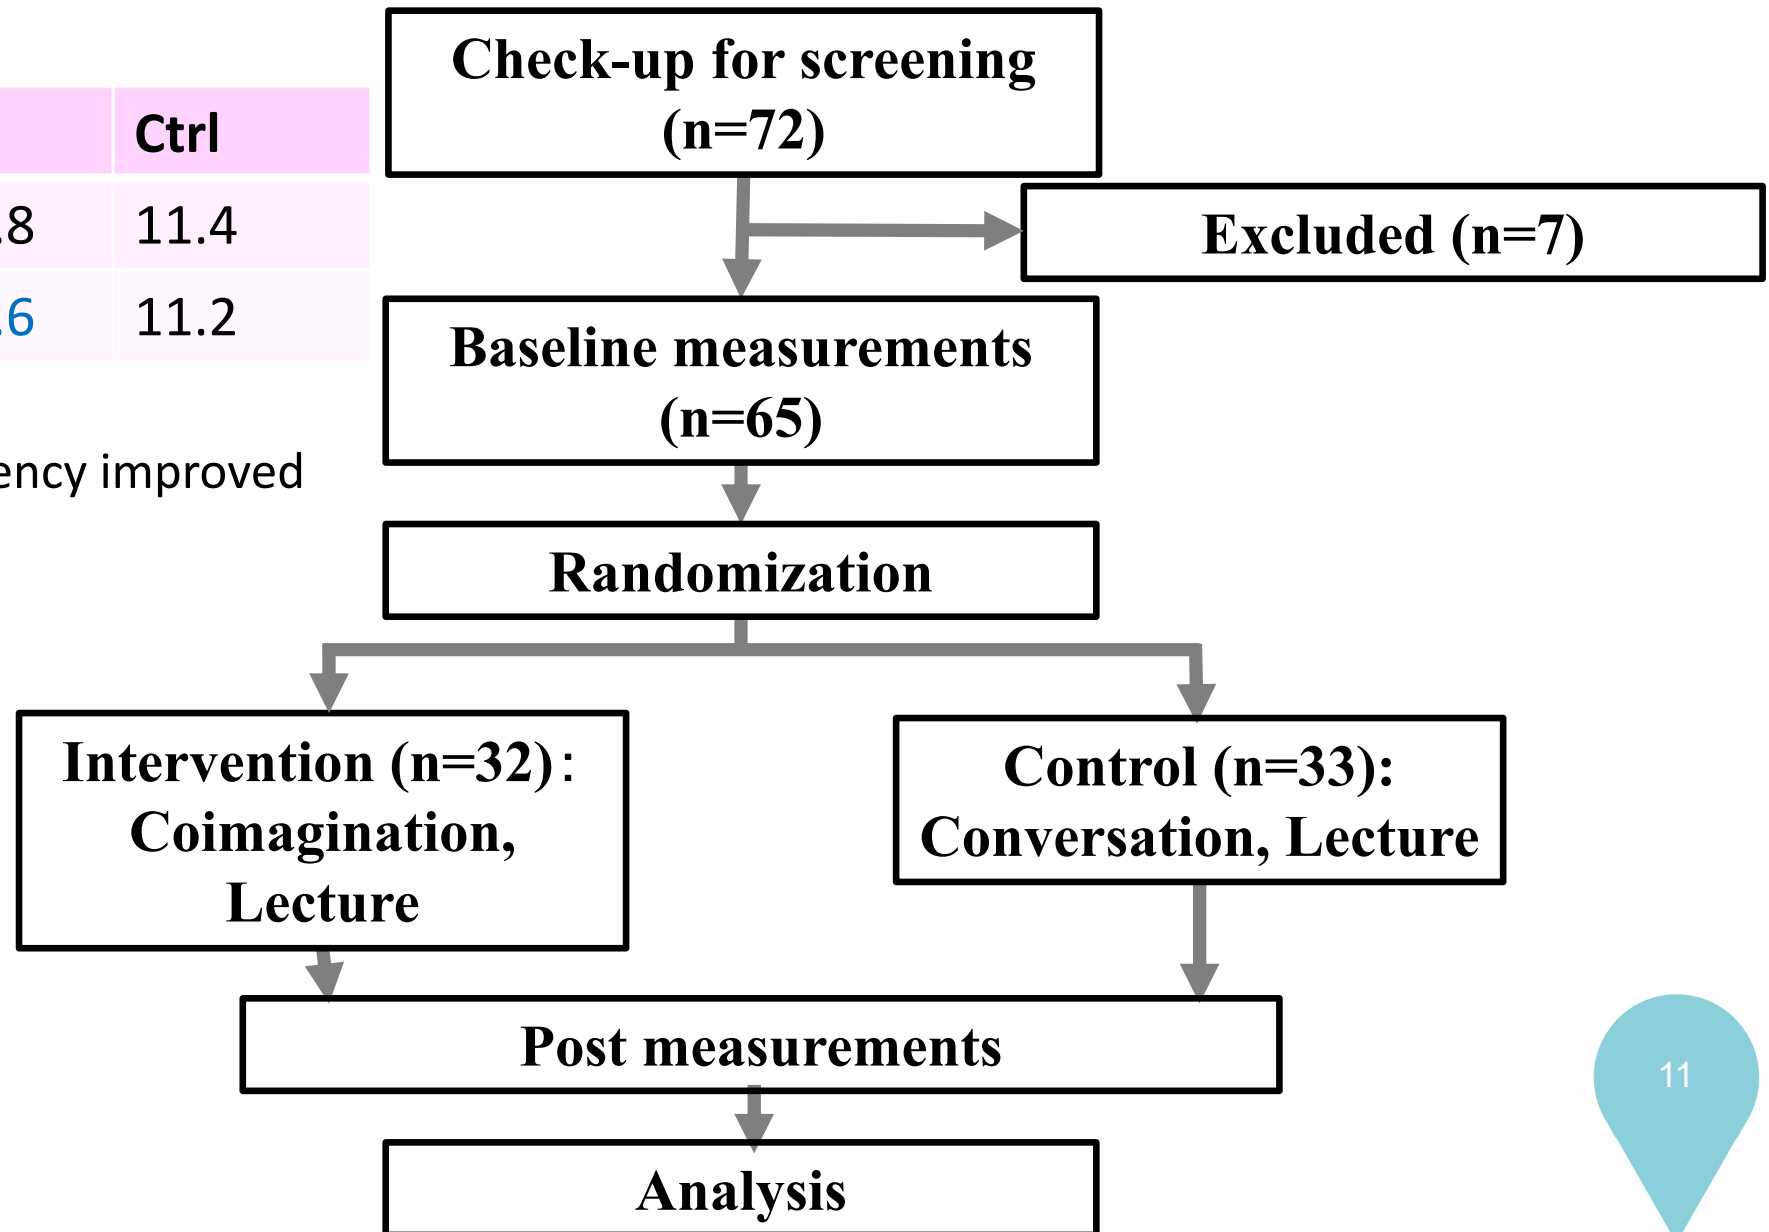 Check-up for screening
(n=72)
Ctrl
.8 11.4
.6 11.2
ency improved
Excluded (n=7)
Baseline measurements
(n=65)
Randomization
Intervention (n=32):
Coimagination,
Lecture
Control (n=33):
Conversation, Lecture
Post measurements
Analysis
11